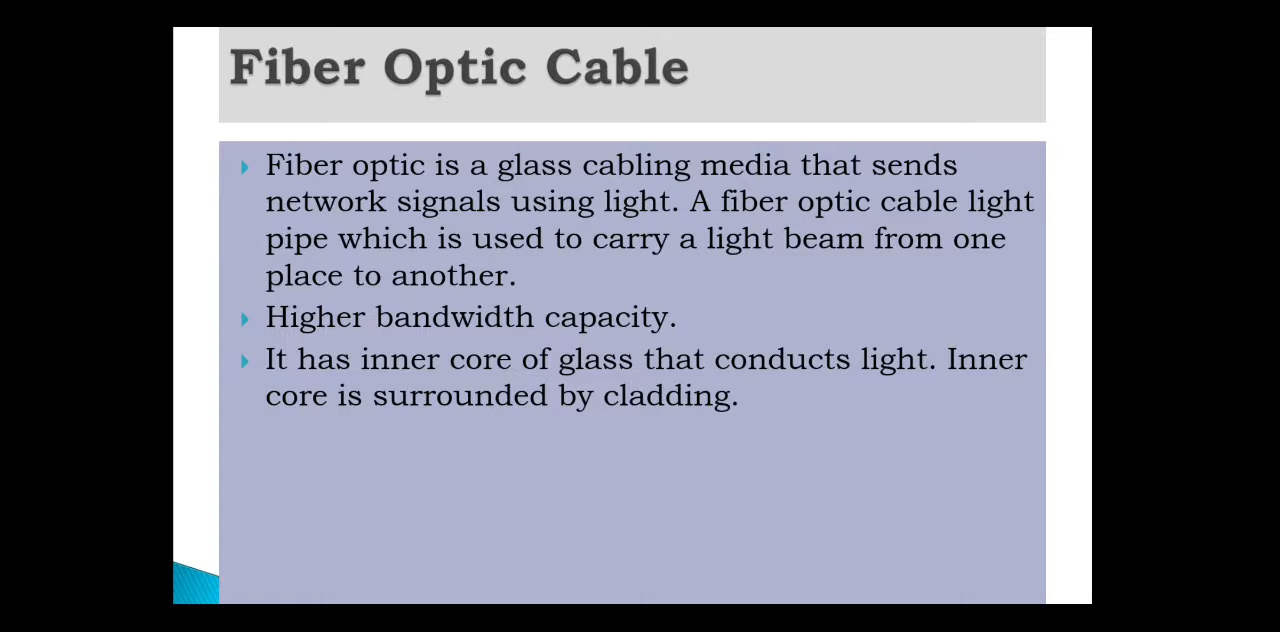 Fiber Optic Cable
Fiber optic is a glass cabling media that sends
network signals using light. A fiber optic cable light
pipe which is used to carry a light beam from one
place to another.
Higher bandwidth capacity.
It has inner core of glass that conducts light. Inner
core is surrounded by cladding.